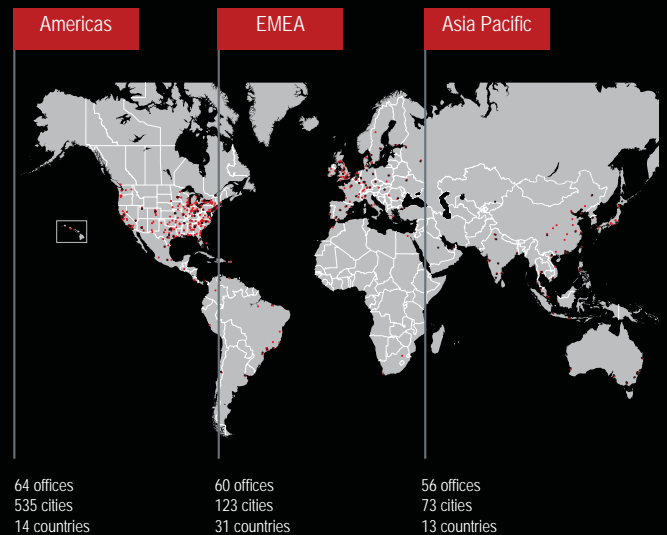 Americas
EMEA
Asia Pacific
64 offices
535 cities
14 countries
60 offices
123 cities
31 countries
56 offices
73 cities
13 countries